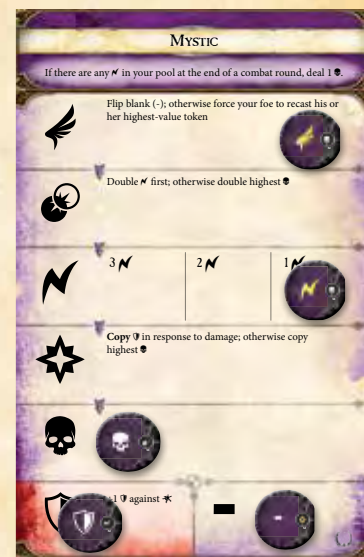 MYSTIC
If there are any in your pool at the end of a combat round, deal 1 .
Flip blank (-); otherwise force your foe to recast his or
her highest-value token
Double first; otherwise double highest
3 2 1
Copy in response to damage; otherwise copy
highest
+1 against
-